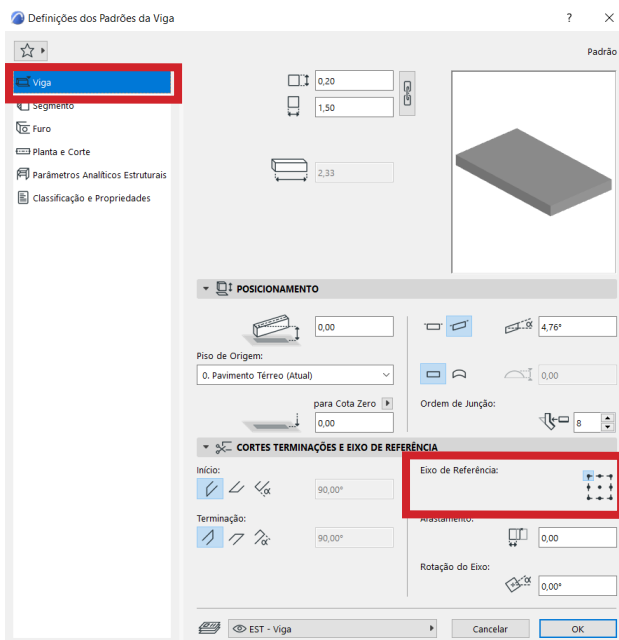 Definições dos Padrões da Viga
?
Padrão
Viga
Segmento
Furo
Planta e Corte
Parâmetros Analíticos Estruturais
Classificação e Propriedades
0,20
1,50
2,33
POSICIONAMENTO
0,00
α 4,76°
Piso de Origem:
0. Pavimento Térreo (Atual)
0,00
para Cota Zero
Ordem de Junção:
0,00
8
CORTES TERMINAÇÕES E EIXO DE REFERÊNCIA
Início:
Eixo de Referência:
α 90,00°
Terminação:
Afastamento:
α 90,00°
0,00
Rotação do Eixo:
α 0,00°
EST - Viga
Cancelar
OK